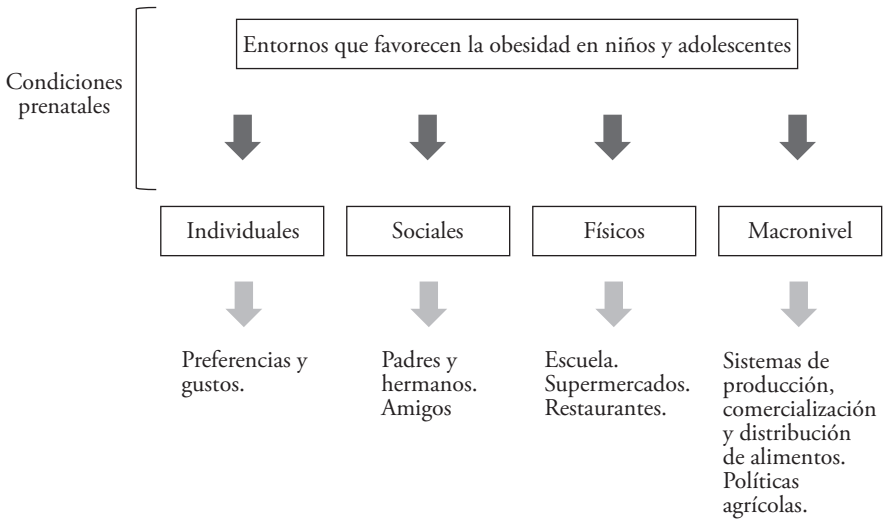 Entornos que favorecen la obesidad en niños y adolescentes
Condiciones
prenatales
Individuales
Sociales
Físicos
Macronivel
Preferencias y
gustos.
Padres y
hermanos.
Amigos
Escuela.
Supermercados.
Restaurantes.
Sistemas de
producción,
comercialización
y distribución
de alimentos.
Políticas
agrícolas.